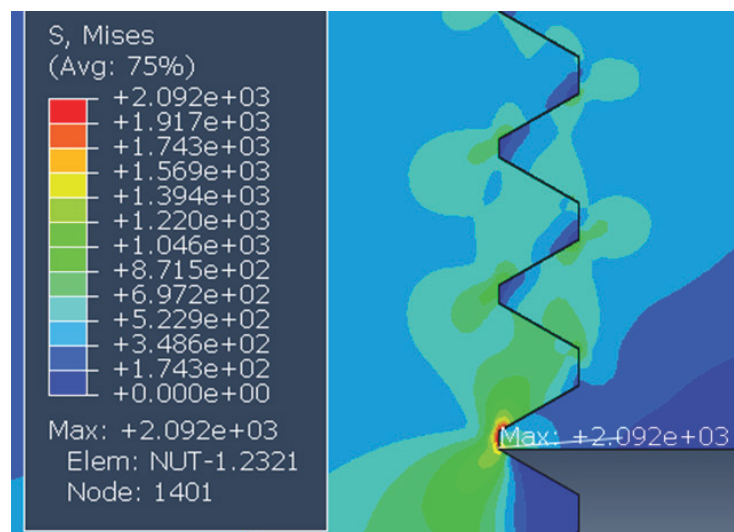 S, Mises
(Avg: 75%)
+2.092e+03
+1.917e+03
+1.743e+03
+1.569e+03
+1.394e+03
+1.220e+03
+1.046e+03
+8.715e+02
+6.972e+02
+5.229e+02
+3.486e+02
+1.743e+02
+0.000e+00
Max: +2.092e+03
Elem: NUT-1.2321
Node: 1401
Max: +2.092e+03